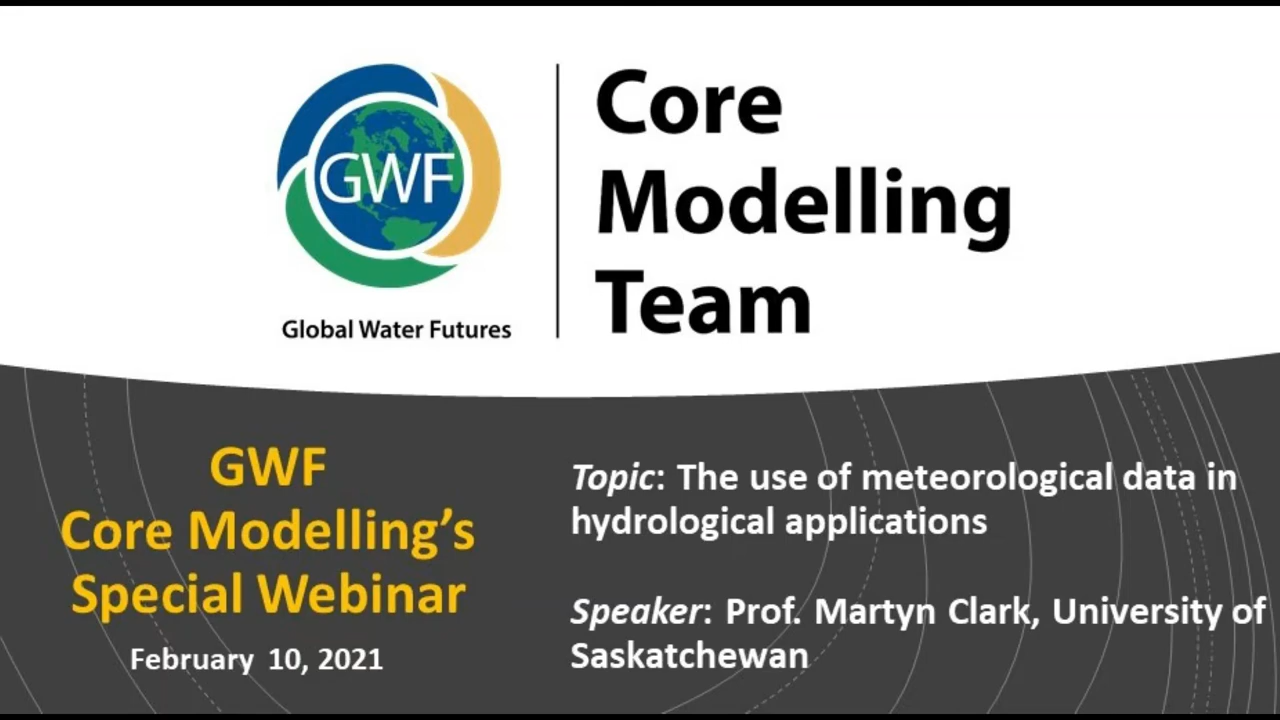 GWF
Global Water Futures
Core
Modelling
Team
GWF
Core Modelling's
Special Webinar
February 10, 2021
Topic: The use of meteorological data in
hydrological applications
Speaker: Prof. Martyn Clark, University of
Saskatchewan